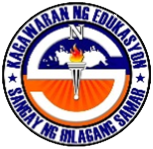 KAGAWARAN NG EDUKASYON
N
SANGAY NG HILAGANG SAMAR